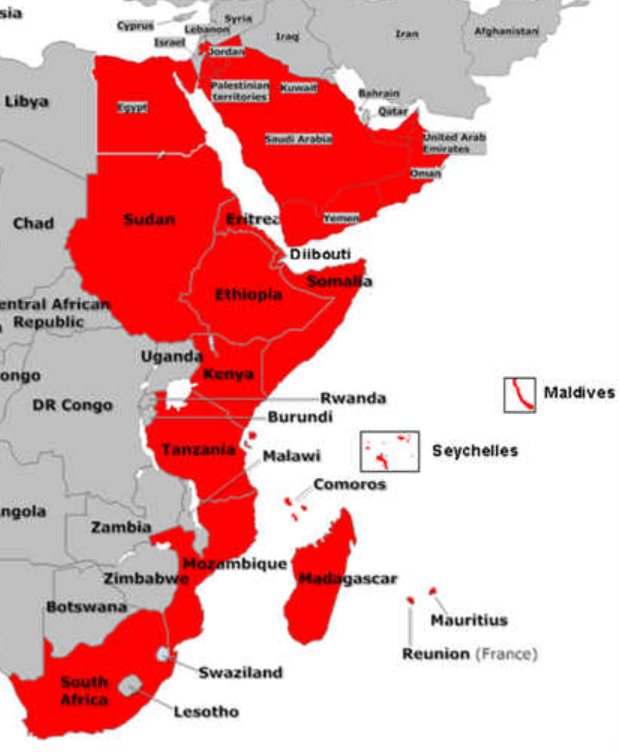 sia
Cyprus
Syria
Lebanon
Israel
Iraq
Iran
Afghanistan
Jordan
Palestinian
territories
Kuwait
Bahrain
Qatar
Libya
Egypt
Saudi Arabia
United Arab
Emirates
Oman
Yemen
Chad
Sudan
Eritrea
Diibouti
Somalia
Ethiopia
entral African
Republic
Uganda
Kenya
ongo
DR Congo
Rwanda
Burundi
Maldives
Tanzania
Malawi
Seychelles
Comoros
ngola
Zambia
Mozambique
Zimbabwe
Madagascar
Botswana
Mauritius
Reunion (France)
Swaziland
South
Africa
Lesotho